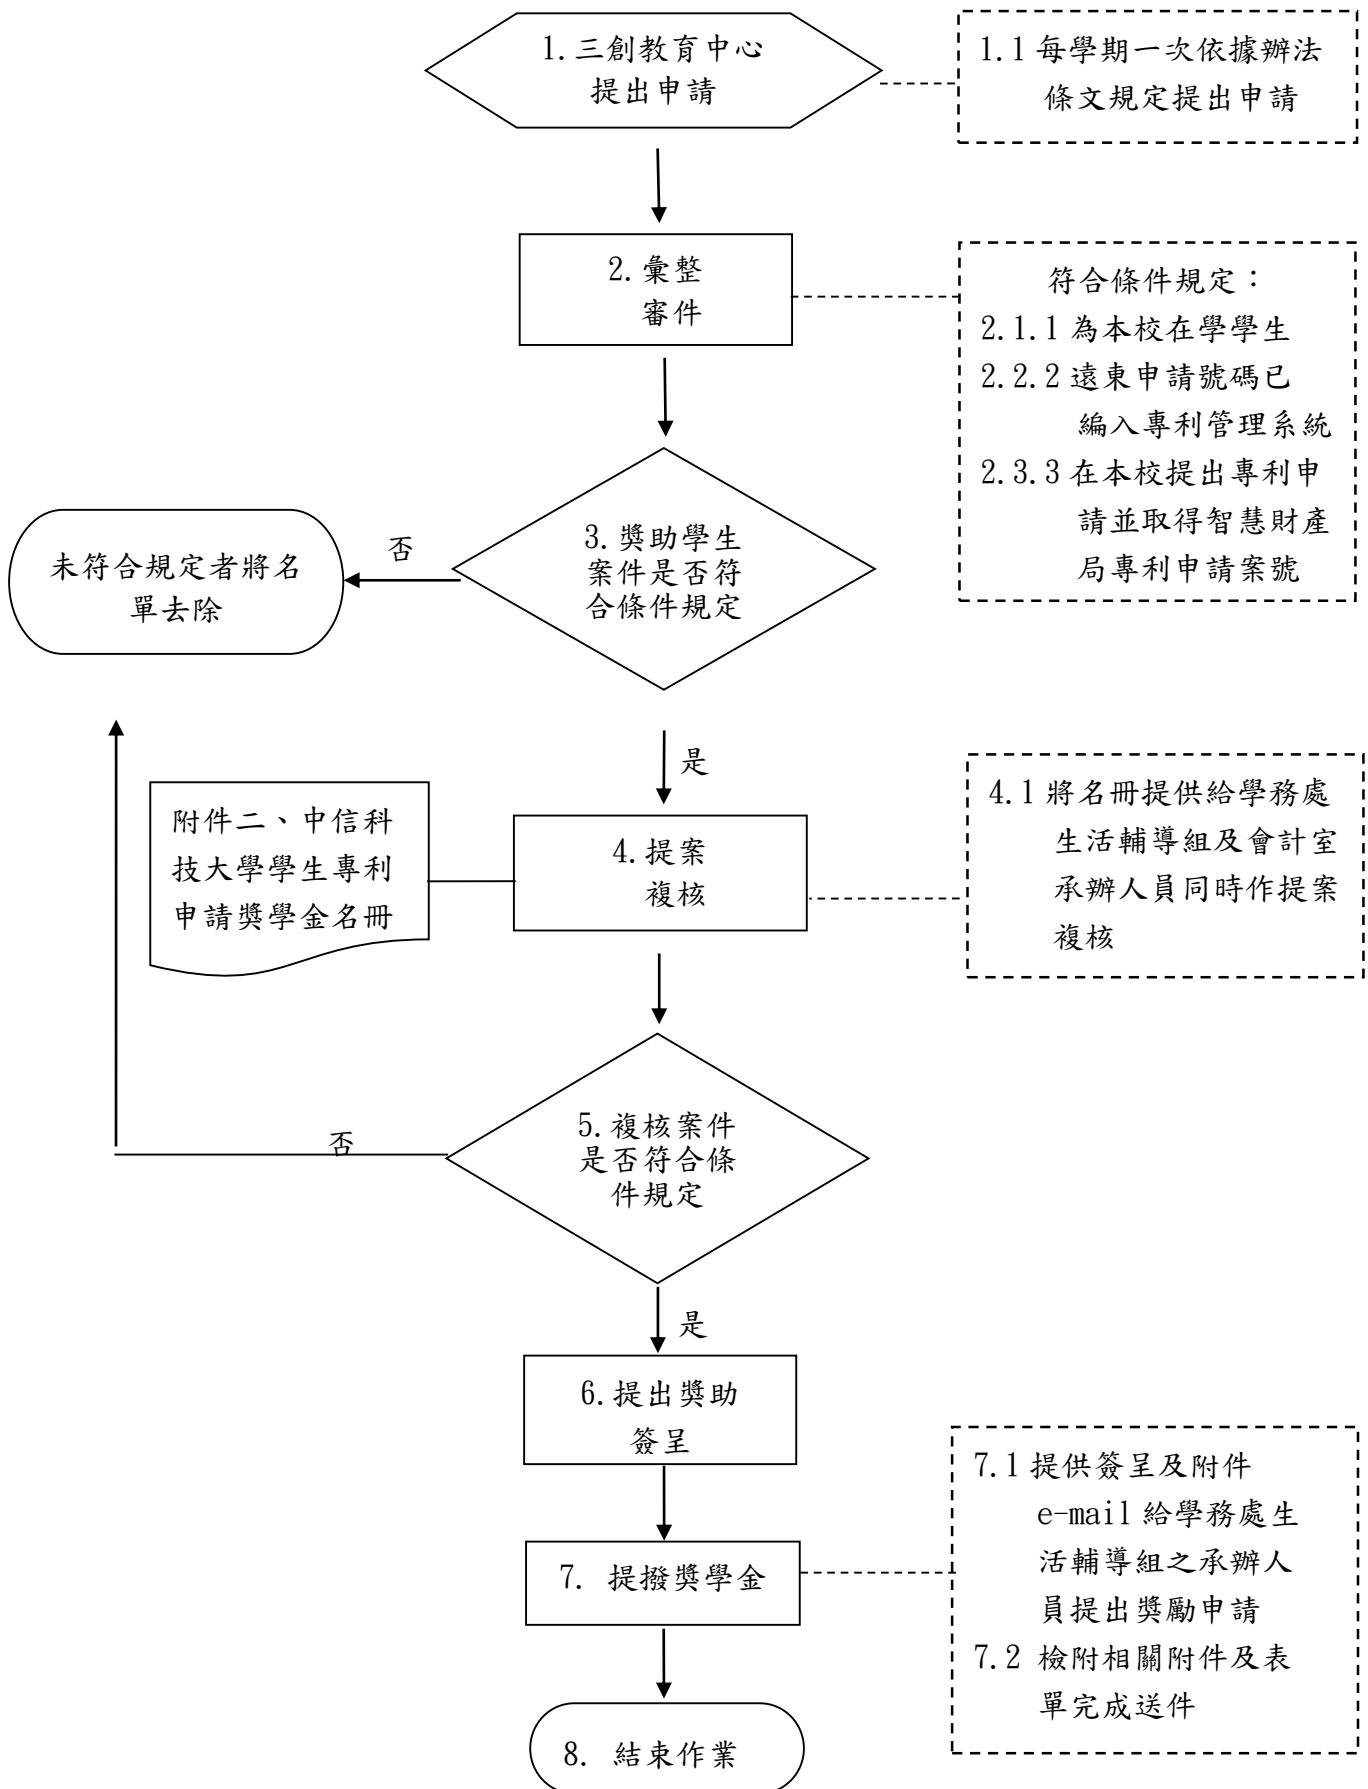 1.三創教育中心
提出申請
1.1 每學期一次依據辦法
條文規定提出申請
2.彙整
審件
符合條件規定：
2.1.1 為本校在學學生
2.2.2 遠東申請號碼已
編入專利管理系統
2.3.3 在本校提出專利申
請並取得智慧財產
局專利申請案號
3.獎助學生
案件是否符
合條件規定
否
未符合規定者將名
單去除
是
附件二、中信科
技大學學生專利
申請獎學金名冊
4.提案
複核
4.1 將名冊提供給學務處
生活輔導組及會計室
承辦人員同時作提案
複核
5.複核案件
是否符合條
件規定
否
是
6.提出獎助
簽呈
7. 提撥獎學金
7.1 提供簽呈及附件
e-mail 給學務處生
活輔導組之承辦人
員提出獎勵申請
7.2 檢附相關附件及表
單完成送件
8. 結束作業